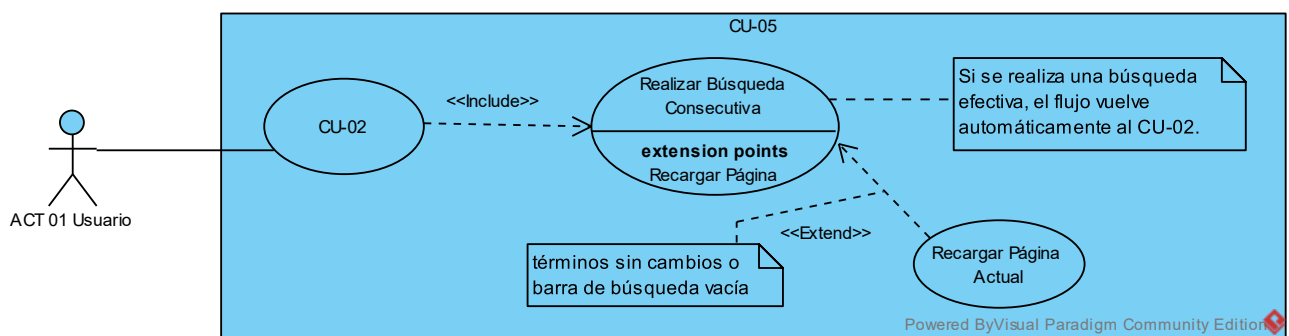 CU-05
ACT 01 Usuario
CU-02
<<Include>>
Realizar Búsqueda
Consecutiva
extension points
Recargar Página
Si se realiza una búsqueda
efectiva, el flujo vuelve
automáticamente al CU-02.
<<Extend>>
términos sin cambios o
barra de búsqueda vacía
Recargar Página
Actual
Powered ByVisual Paradigm Community Edition